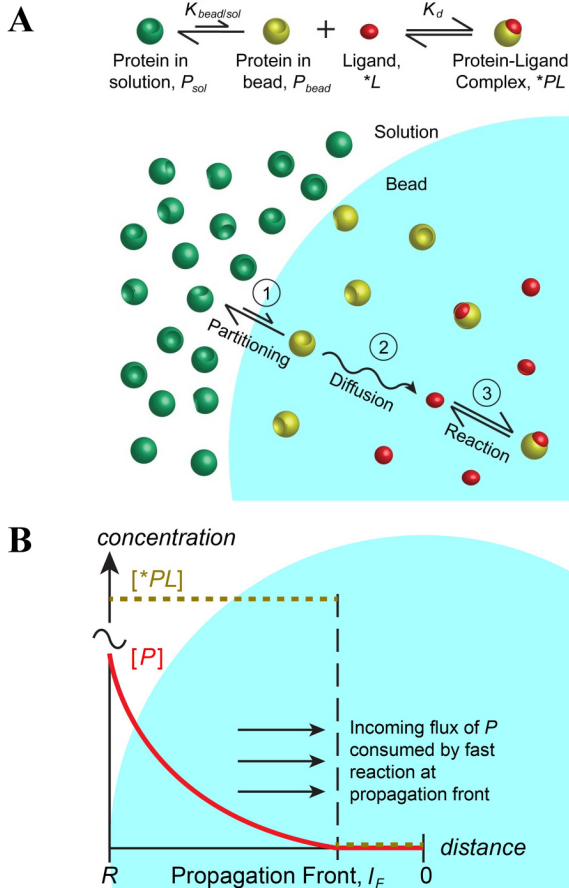 A
K_bead/sol
K_d
+
Protein in
solution, P_sol
Protein in
bead, P_bead
Ligand,
*L
Protein-Ligand
Complex, *PL
Solution
Bead
1
Partitioning
2
Diffusion
3
Reaction
B
concentration
[*PL]
[P]
Incoming flux of P
consumed by fast
reaction at
propagation front
distance
R
Propagation Front, I_F
0